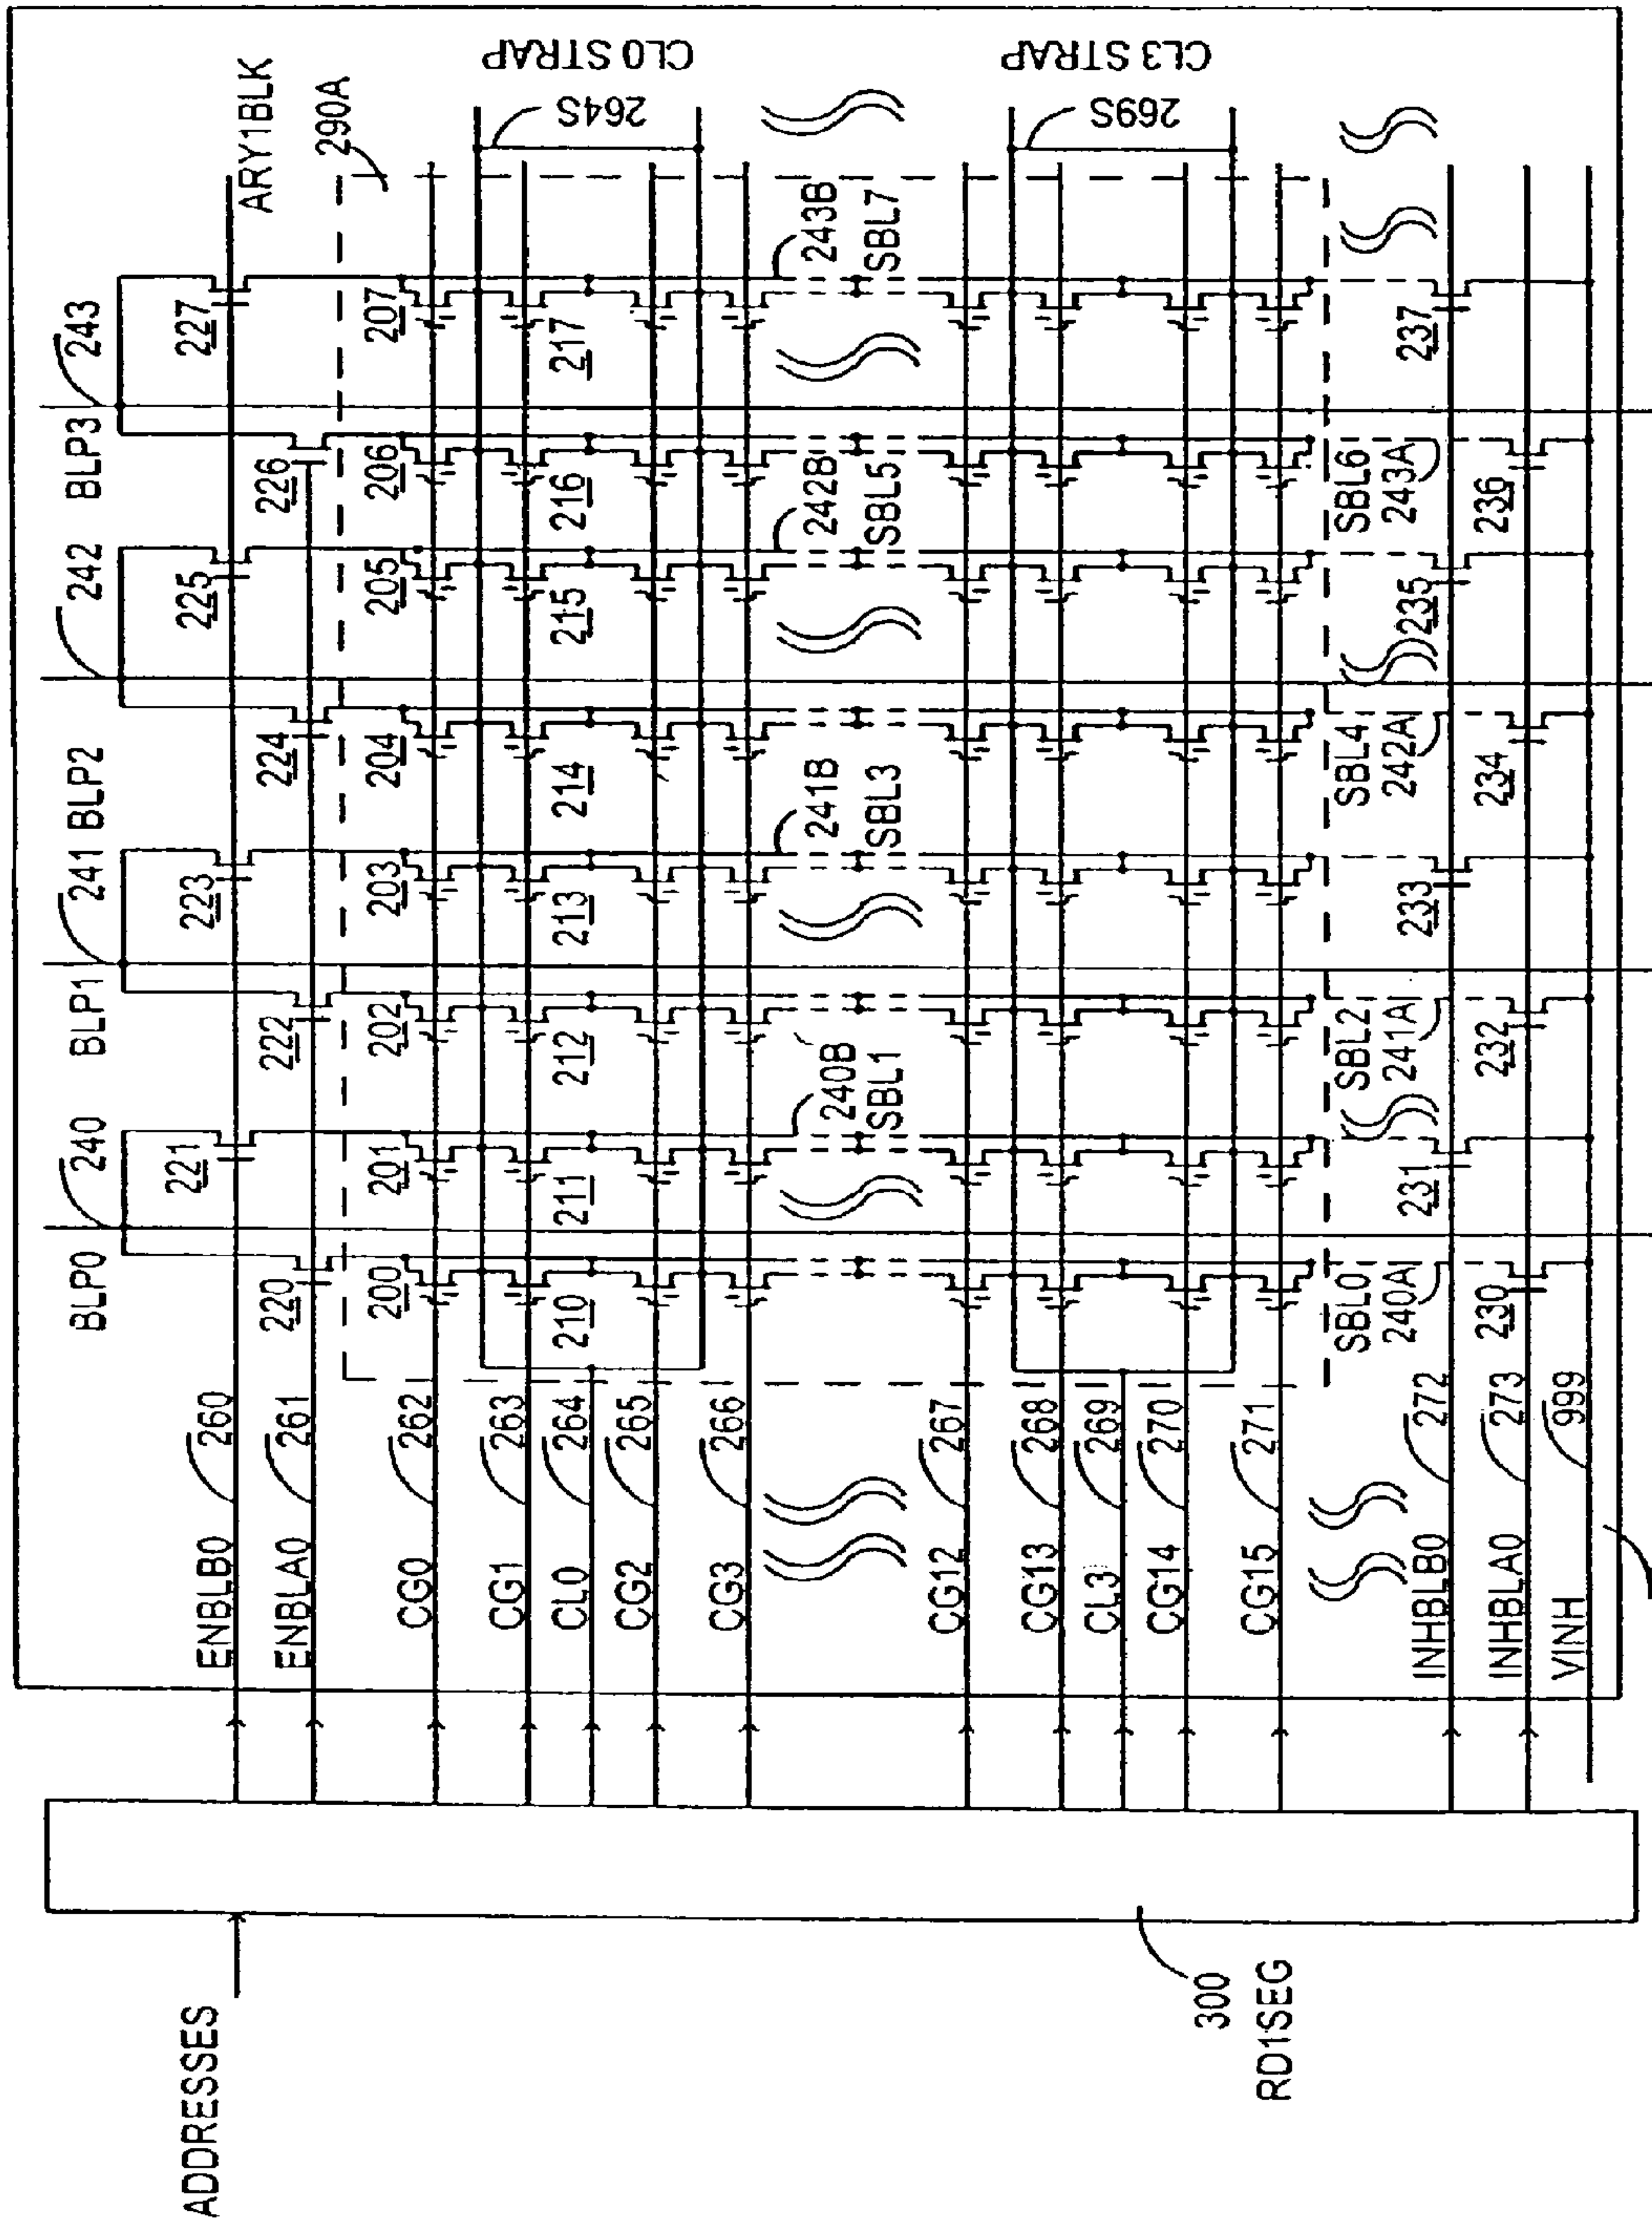 BLP0 240 BLP1 241 BLP2 242 BLP3 243
ADDRESSES
ENBLB0 260 221 223 225 227 ARY1BLK
ENBLA0 261 220 222 224 226
290A
CG0 262 200 201 202 203 204 205 206 207
CG1 263
CL0 264 210 211 212 213 214 215 216 217
264S CL0 STRAP
CG2 265
CG3 266
240B 241B 242B 243B
SBL1 SBL3 SBL5 SBL7
CG12 267
CG13 268
CL3 269
269S CL3 STRAP
CG14 270
CG15 271
300
RD1SEG
SBL0 SBL2 SBL4 SBL6
240A 241A 242A 243A
INHBLB0 272 231 233 235 237
INHBLA0 273 230 232 234 236
VINH 999